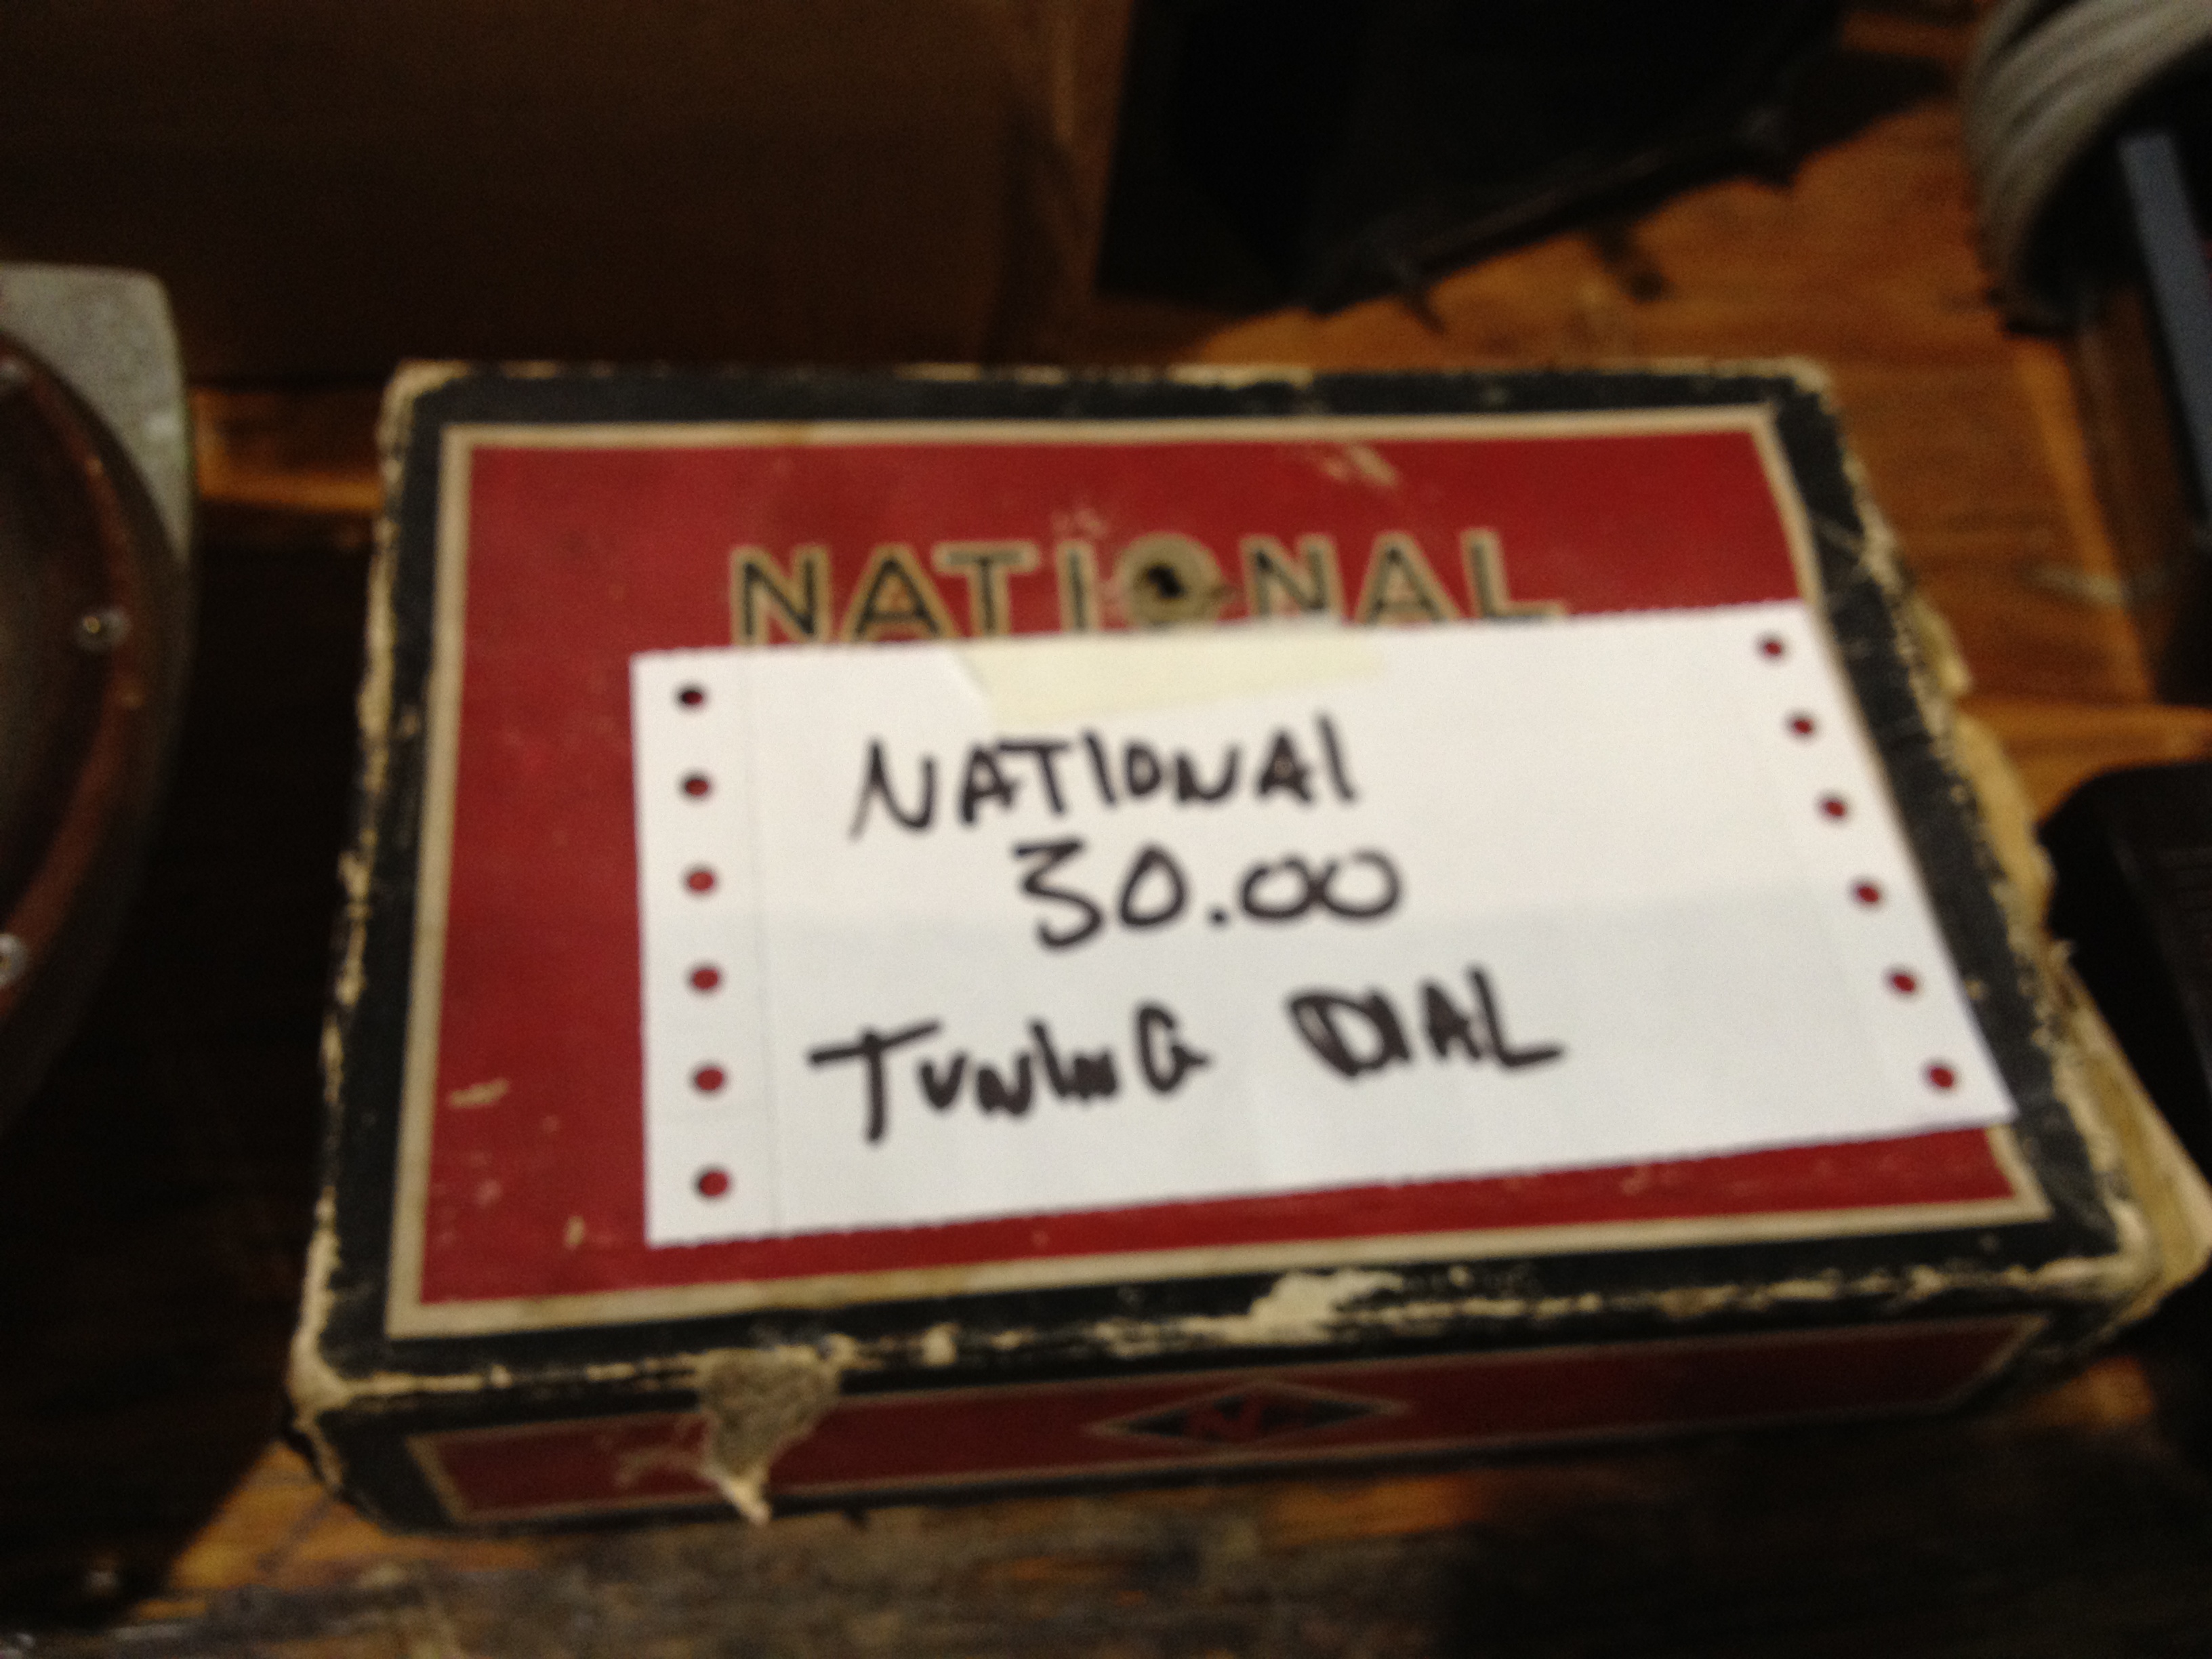 NATIONAL
NATIONAl
30.00
TUNING DIAL